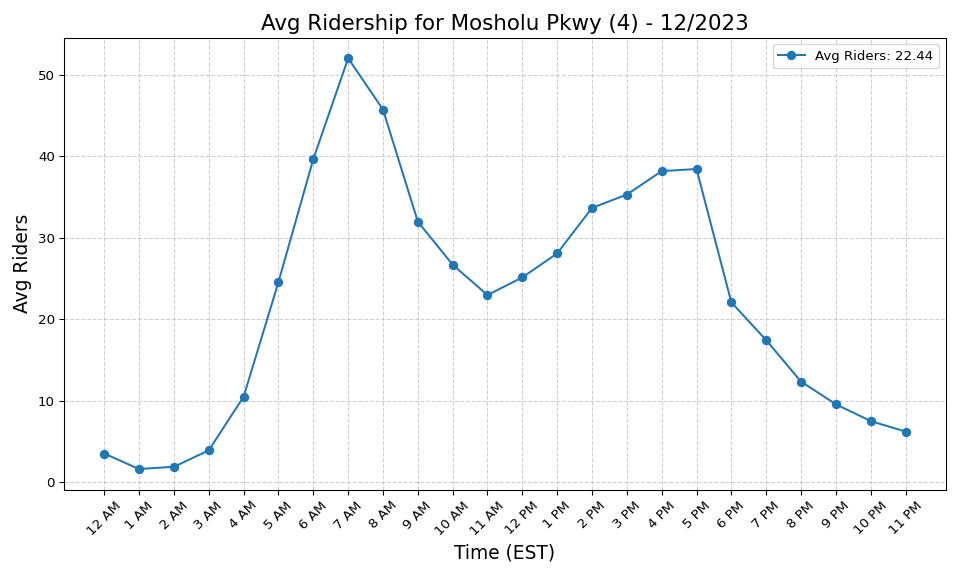 Avg Ridership for Mosholu Pkwy (4) - 12/2023
Avg Riders: 22.44
Avg Riders
50
40
30
20
10
0
12 AM
1 AM
2 AM
3 AM
4 AM
5 AM
6 AM
7 AM
8 AM
9 AM
10 AM
11 AM
12 PM
1 PM
2 PM
3 PM
4 PM
5 PM
6 PM
7 PM
8 PM
9 PM
10 PM
11 PM
Time (EST)